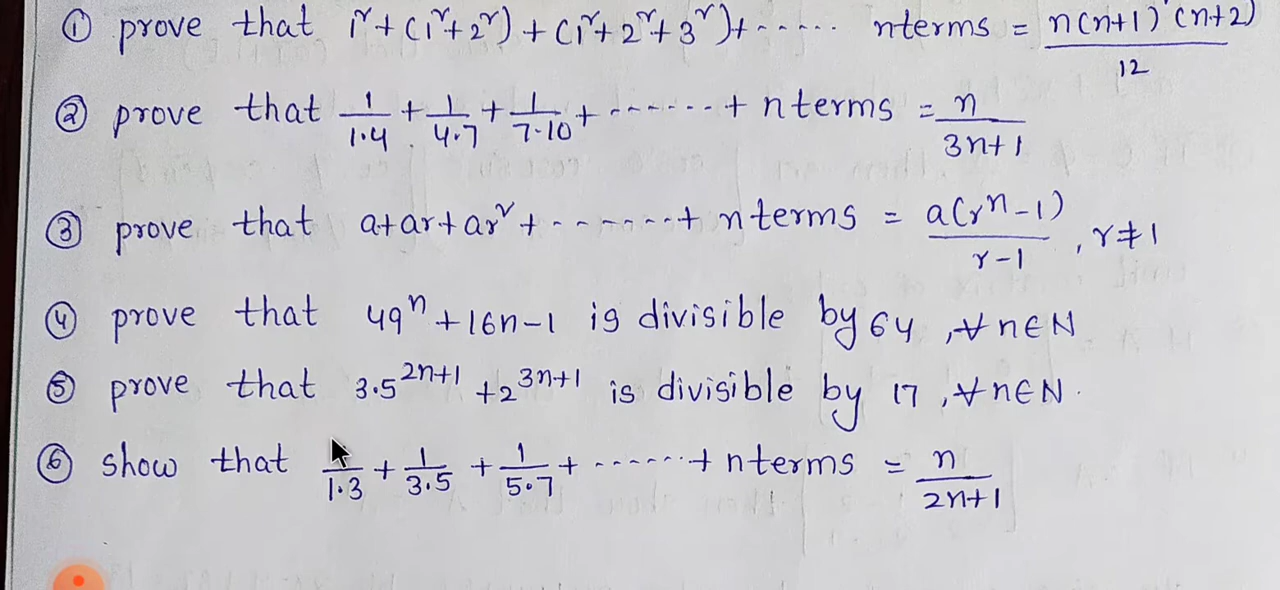 ① prove that 1² + (1² + 2²) + (1² + 2² + 3²) + ------ n terms = n(n+1)²(n+2)/12
② prove that 1/1·4 + 1/4·7 + 1/7·10 + ------- + n terms = n/3n+1
③ prove that a+ar+ar² + ------- + n terms = a(rⁿ-1)/r-1 , r≠1
④ prove that 49ⁿ + 16n - 1 is divisible by 64 , ∀ n∈N
⑤ prove that 3·5²ⁿ⁺¹ + 2³ⁿ⁺¹ is divisible by 17 , ∀ n∈N.
⑥ show that 1/1·3 + 1/3·5 + 1/5·7 + ------ + n terms = n/2n+1